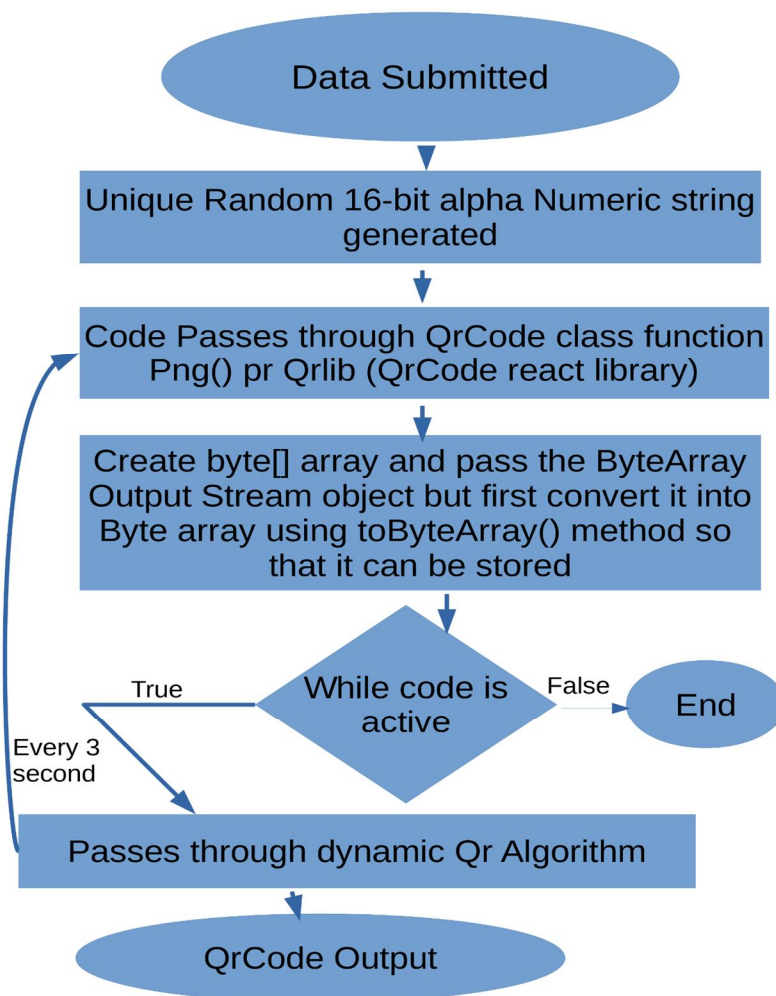 Data Submitted
Unique Random 16-bit alpha Numeric string
generated
Code Passes through QrCode class function
Png() pr Qrlib (QrCode react library)
Create byte[] array and pass the ByteArray
Output Stream object but first convert it into
Byte array using toByteArray() method so
that it can be stored
While code is
active
True
False
End
Every 3
second
Passes through dynamic Qr Algorithm
QrCode Output